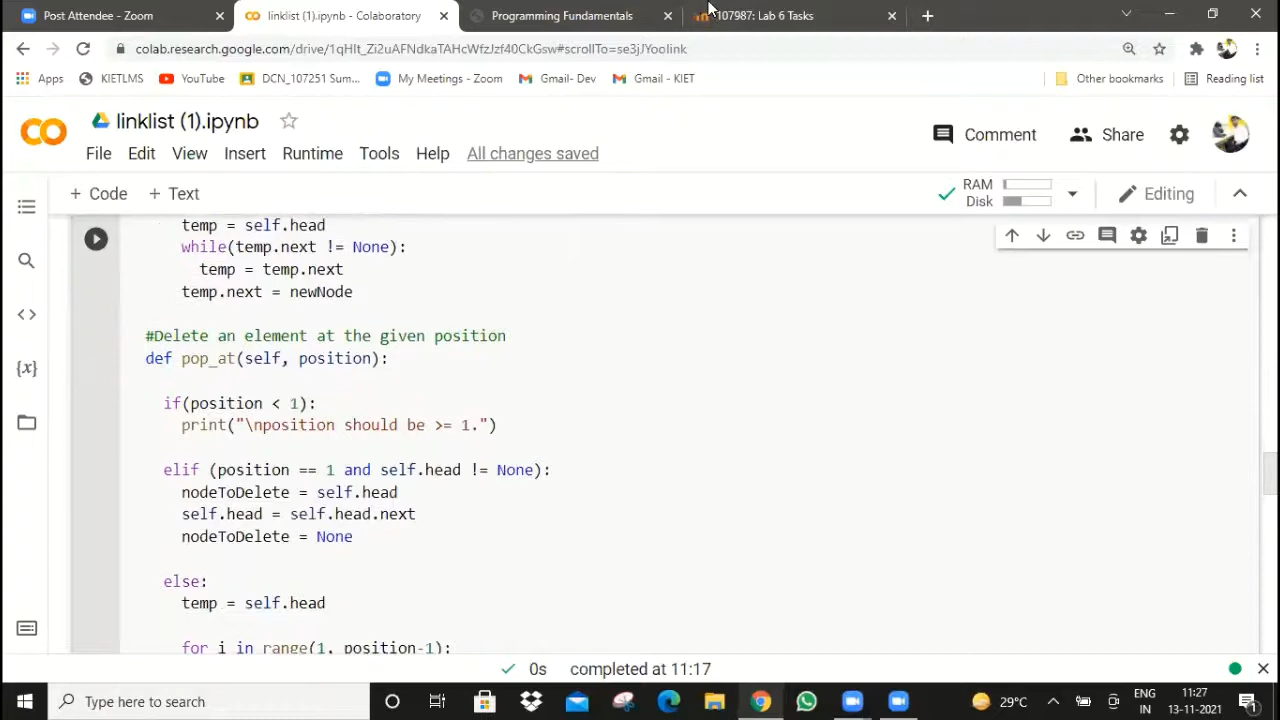 Post Attendee - Zoom
linklist (1).ipynb - Colaboratory
Programming Fundamentals
107987: Lab 6 Tasks
colab.research.google.com/drive/1qHlt_Zi2uAFNdkaTAHcWfzJzf40CkGsw#scrollTo=se3jJYooIink
Apps
KIETLMS
YouTube
DCN_107251 Sum...
My Meetings - Zoom
Gmail- Dev
Gmail - KIET
Other bookmarks
Reading list
linklist (1).ipynb
Comment
Share
File Edit View Insert Runtime Tools Help All changes saved
+ Code + Text
RAM
Disk
Editing
temp = self.head
while(temp.next != None):
temp = temp.next
temp.next = newNode
#Delete an element at the given position
def pop_at(self, position):
if(position < 1):
print("\nposition should be >= 1.")
elif (position == 1 and self.head != None):
nodeToDelete = self.head
self.head = self.head.next
nodeToDelete = None
else:
temp = self.head
for i in range(1, position-1):
{x}
0s completed at 11:17
Type here to search
29°C
ENG
IN
11:27
13-11-2021
1